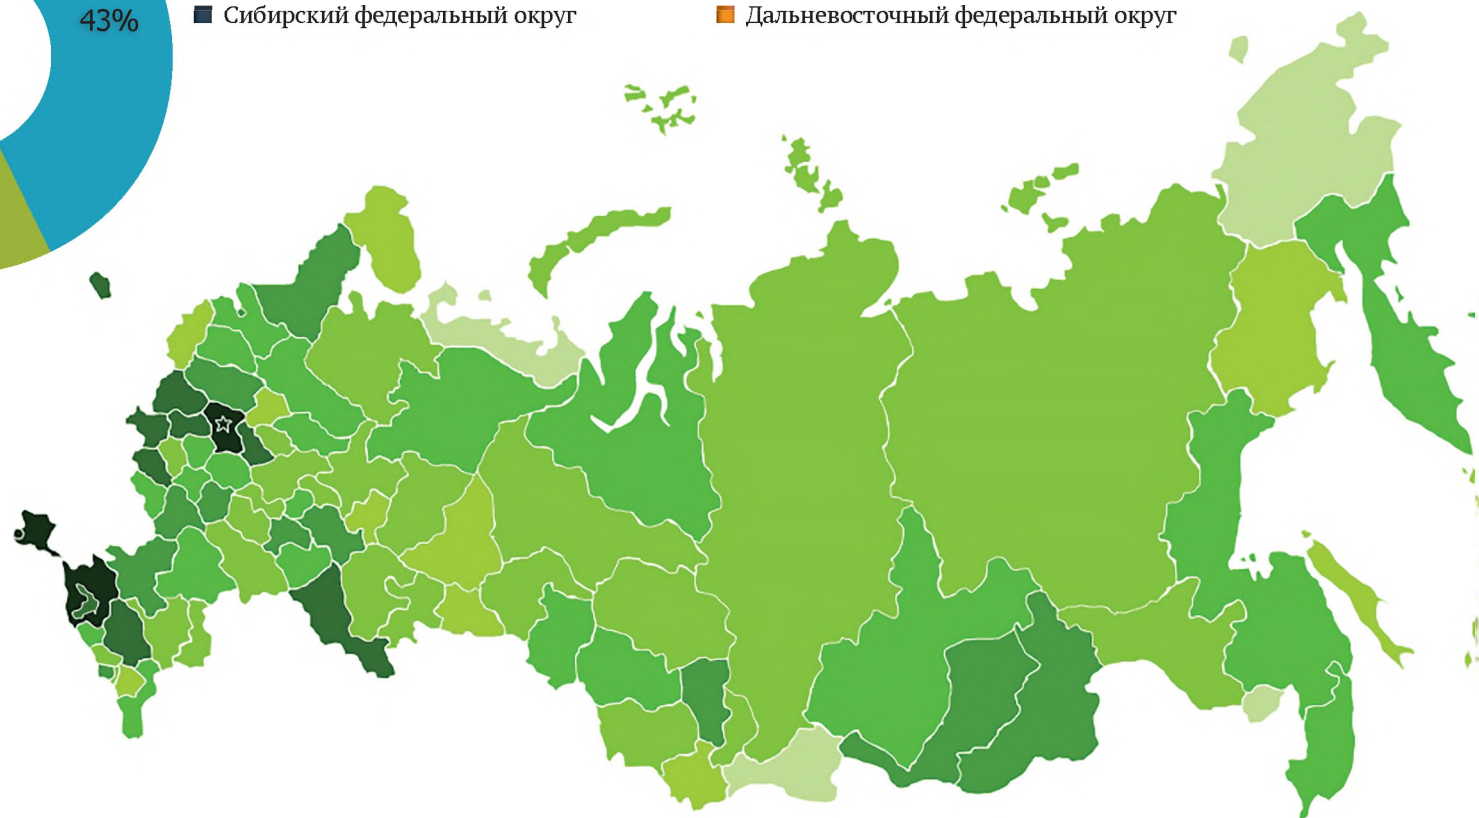 43%
Сибирский федеральный округ
Дальневосточный федеральный округ